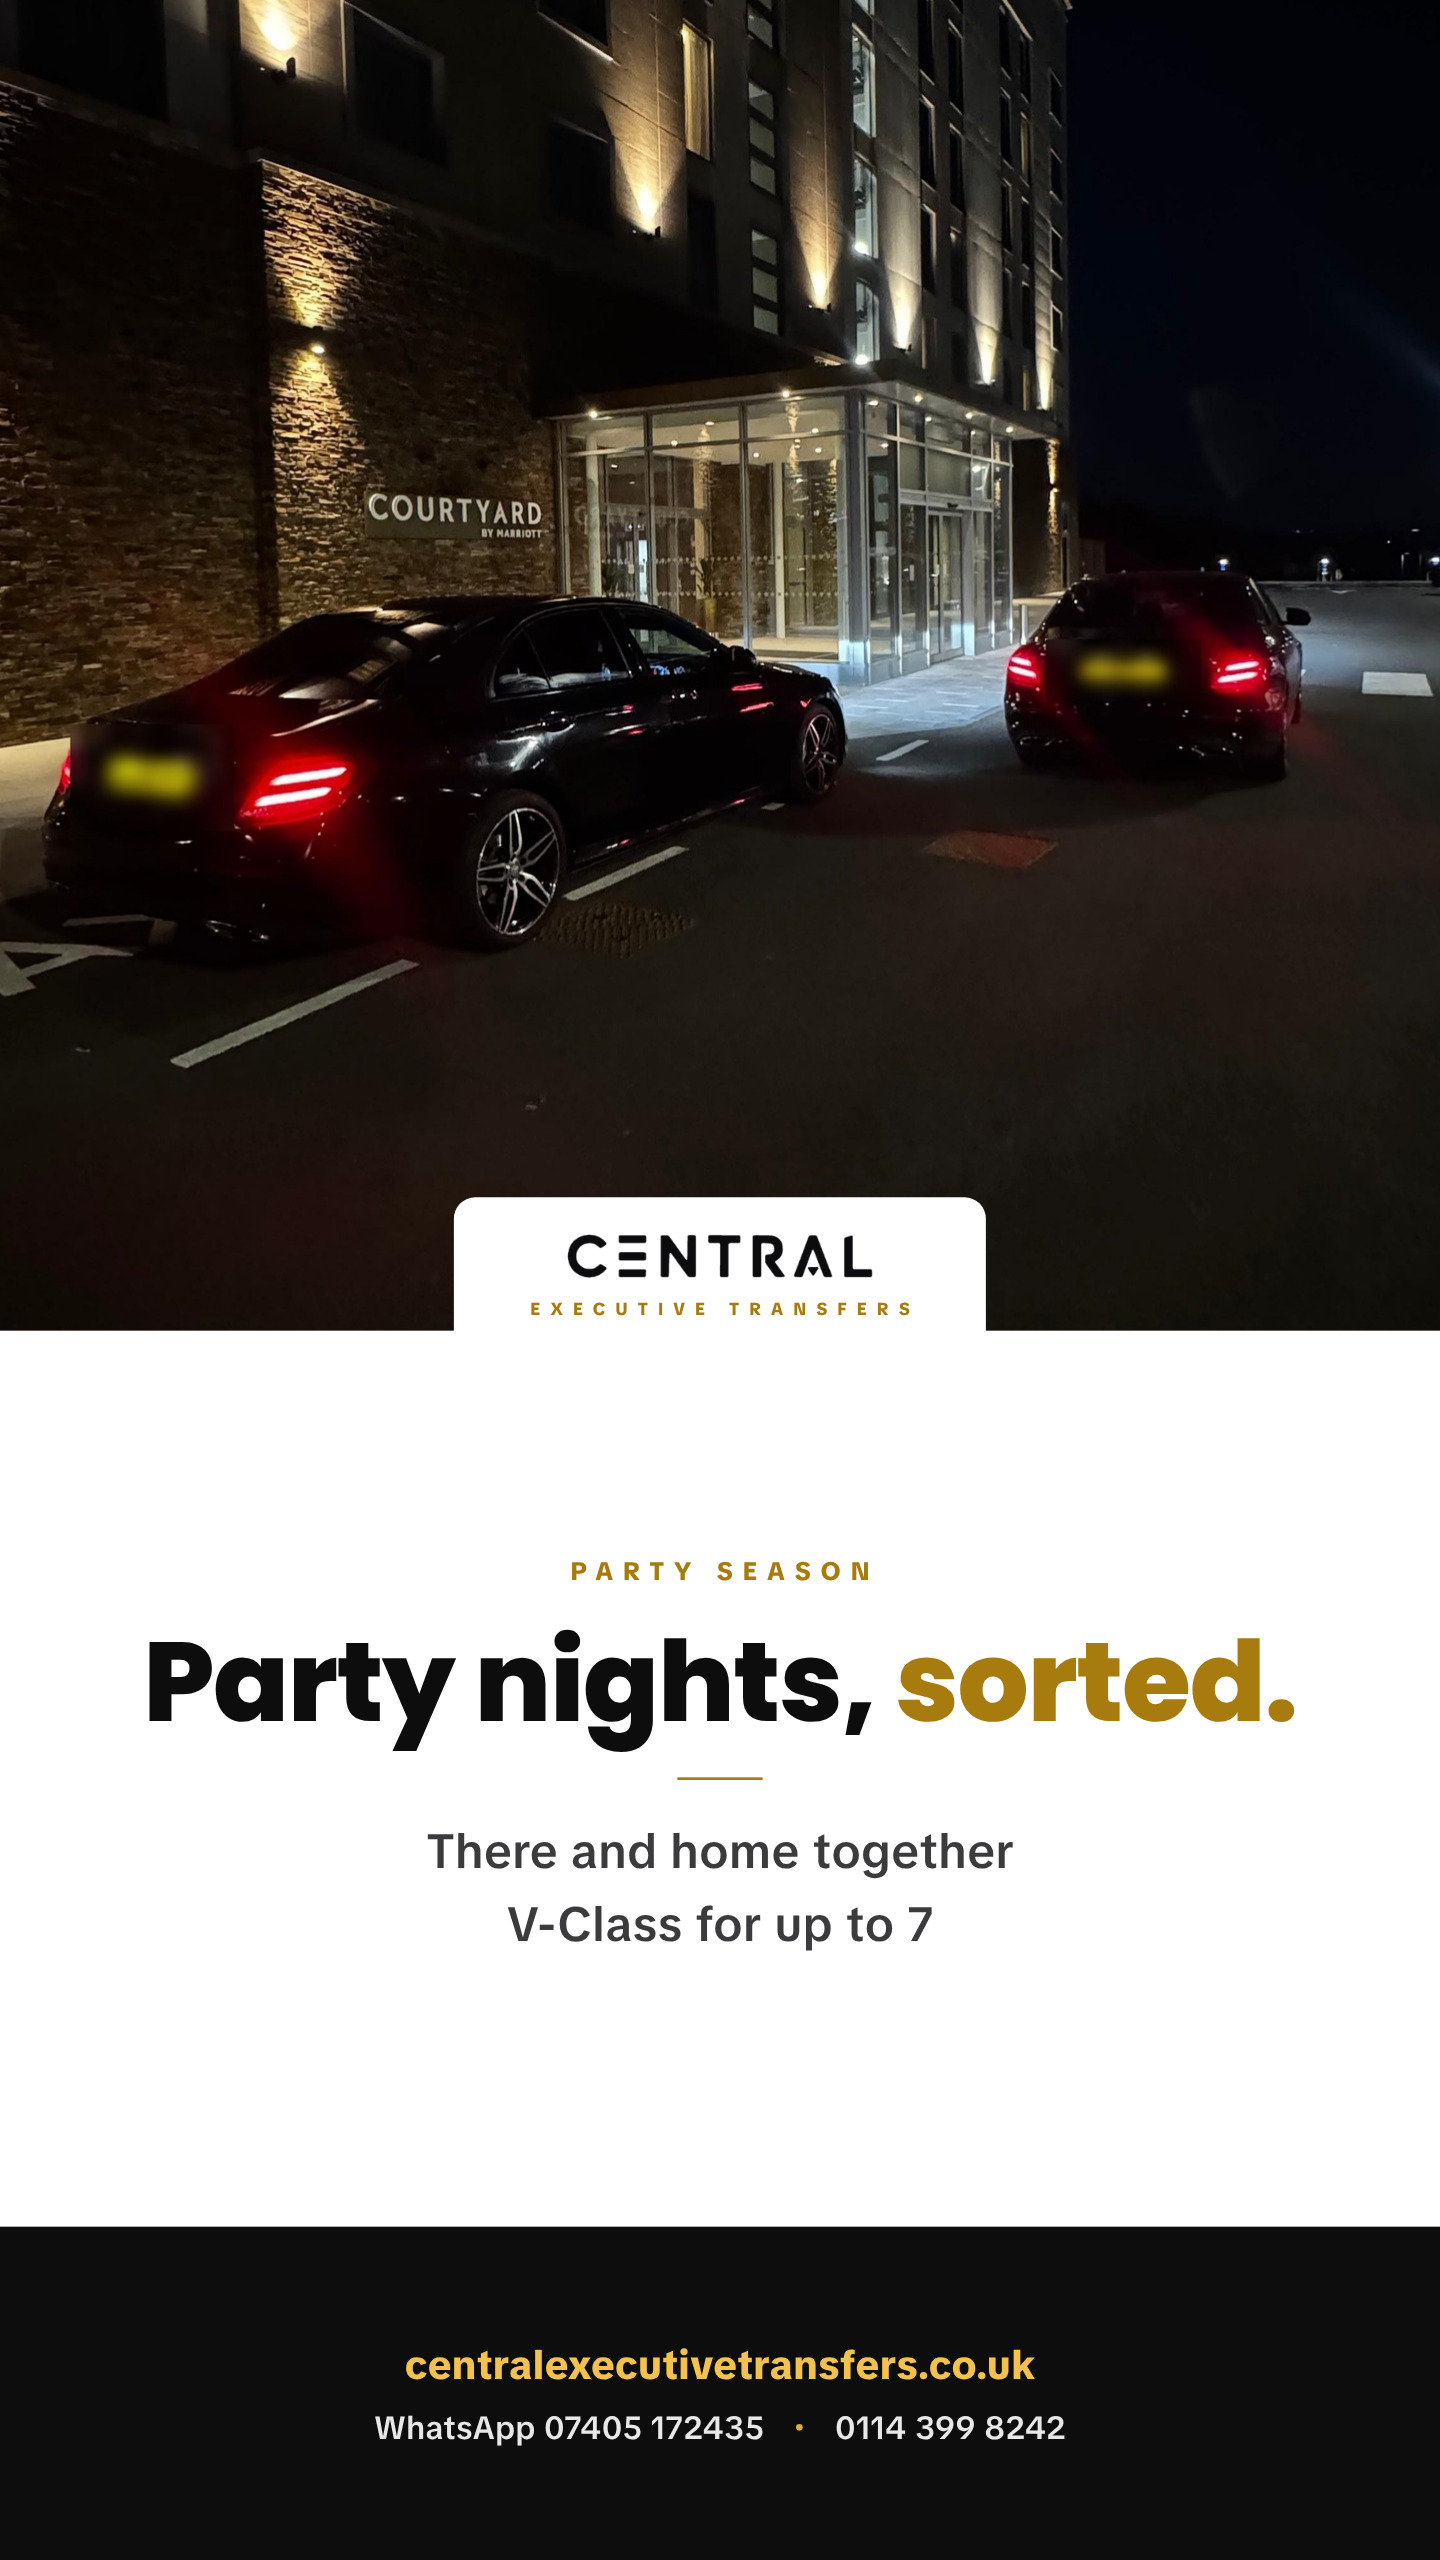 COURTYARD
BY MARRIOTT
CENTRAL
EXECUTIVE TRANSFERS
PARTY SEASON
Party nights, sorted.
There and home together
V-Class for up to 7
centralexecutivetransfers.co.uk
WhatsApp 07405 172435 • 0114 399 8242